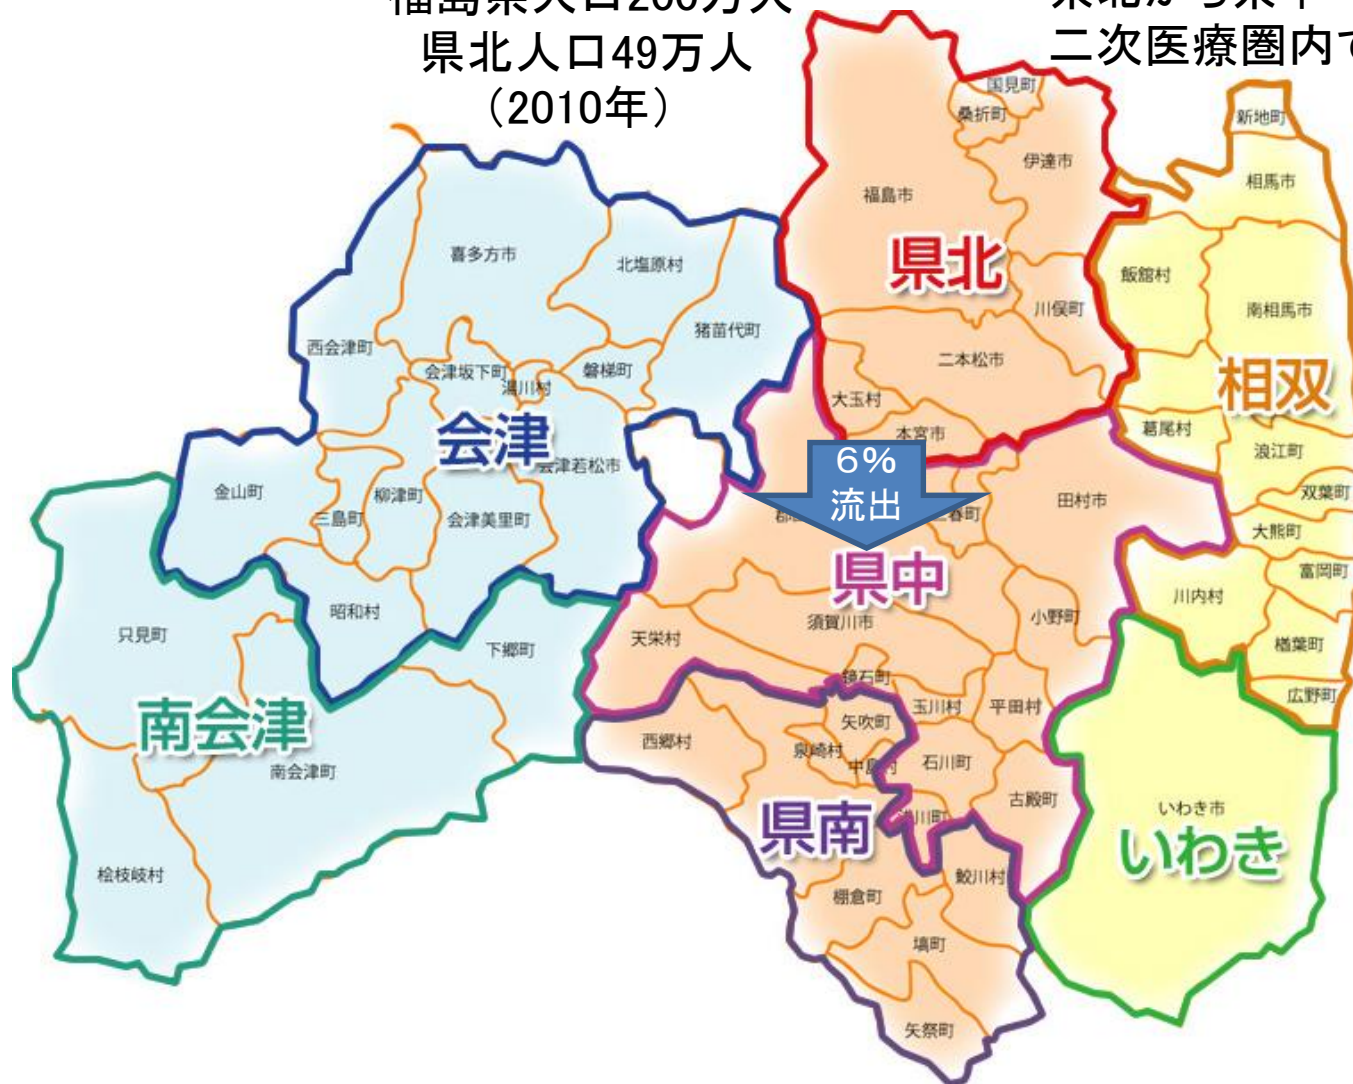 県北人口49万人
（2010年）
二次医療圏内で
国見町
桑折町
伊達市
福島市
県北
川俣町
二本松市
大玉村
本宮市
新地町
相馬市
飯舘村
南相馬市
相双
葛尾村
浪江町
双葉町
大熊町
富岡町
川内村
楢葉町
広野町
喜多方市
北塩原村
猪苗代町
西会津町
会津坂下町
湯川村
磐梯町
会津
会津若松市
金山町
三島町
柳津町
会津美里町
昭和村
6%
流出
田村市
県中
小野町
須賀川市
天栄村
鏡石町
玉川村
平田村
石川町
古殿町
只見町
下郷町
南会津
南会津町
桧枝岐村
西郷村
矢吹町
泉崎村
県南
棚倉町
鮫川村
塙町
矢祭町
いわき市
いわき